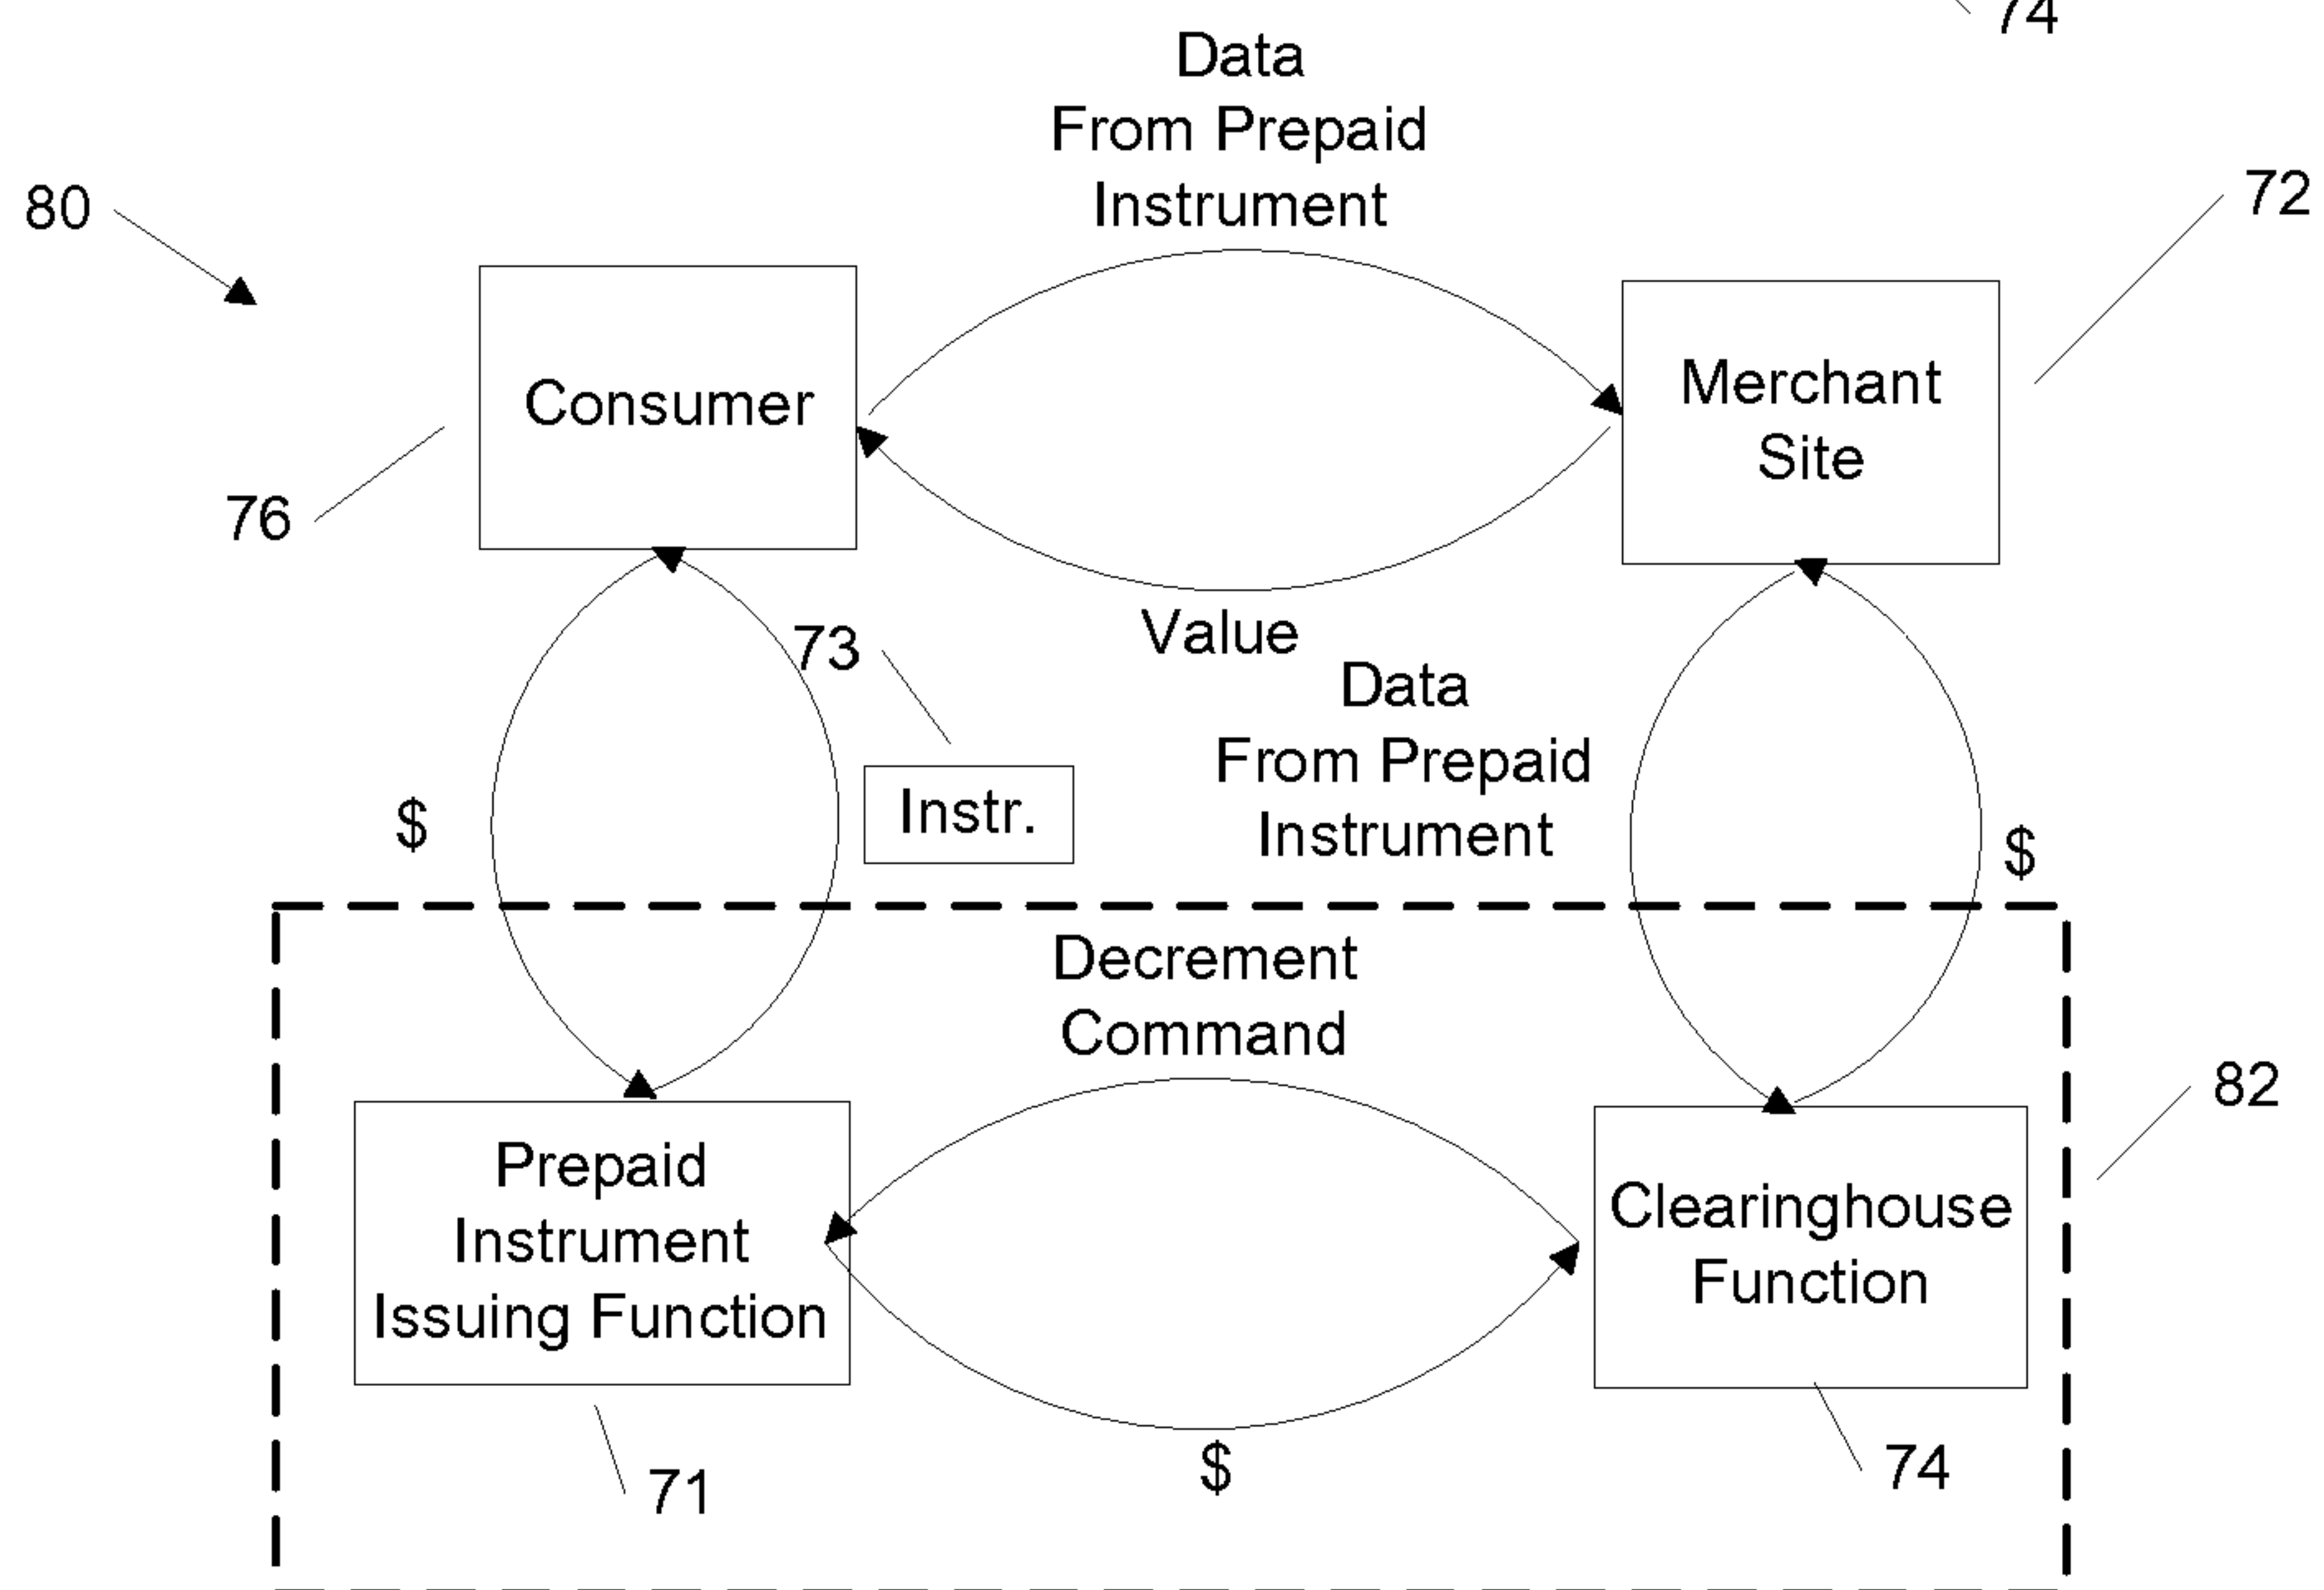 74
Data
From Prepaid
Instrument
80
72
Consumer
Merchant
Site
76
73
Value
Data
From Prepaid
Instrument
Instr.
$
$
Decrement
Command
82
Prepaid
Instrument
Issuing Function
Clearinghouse
Function
$
71
74